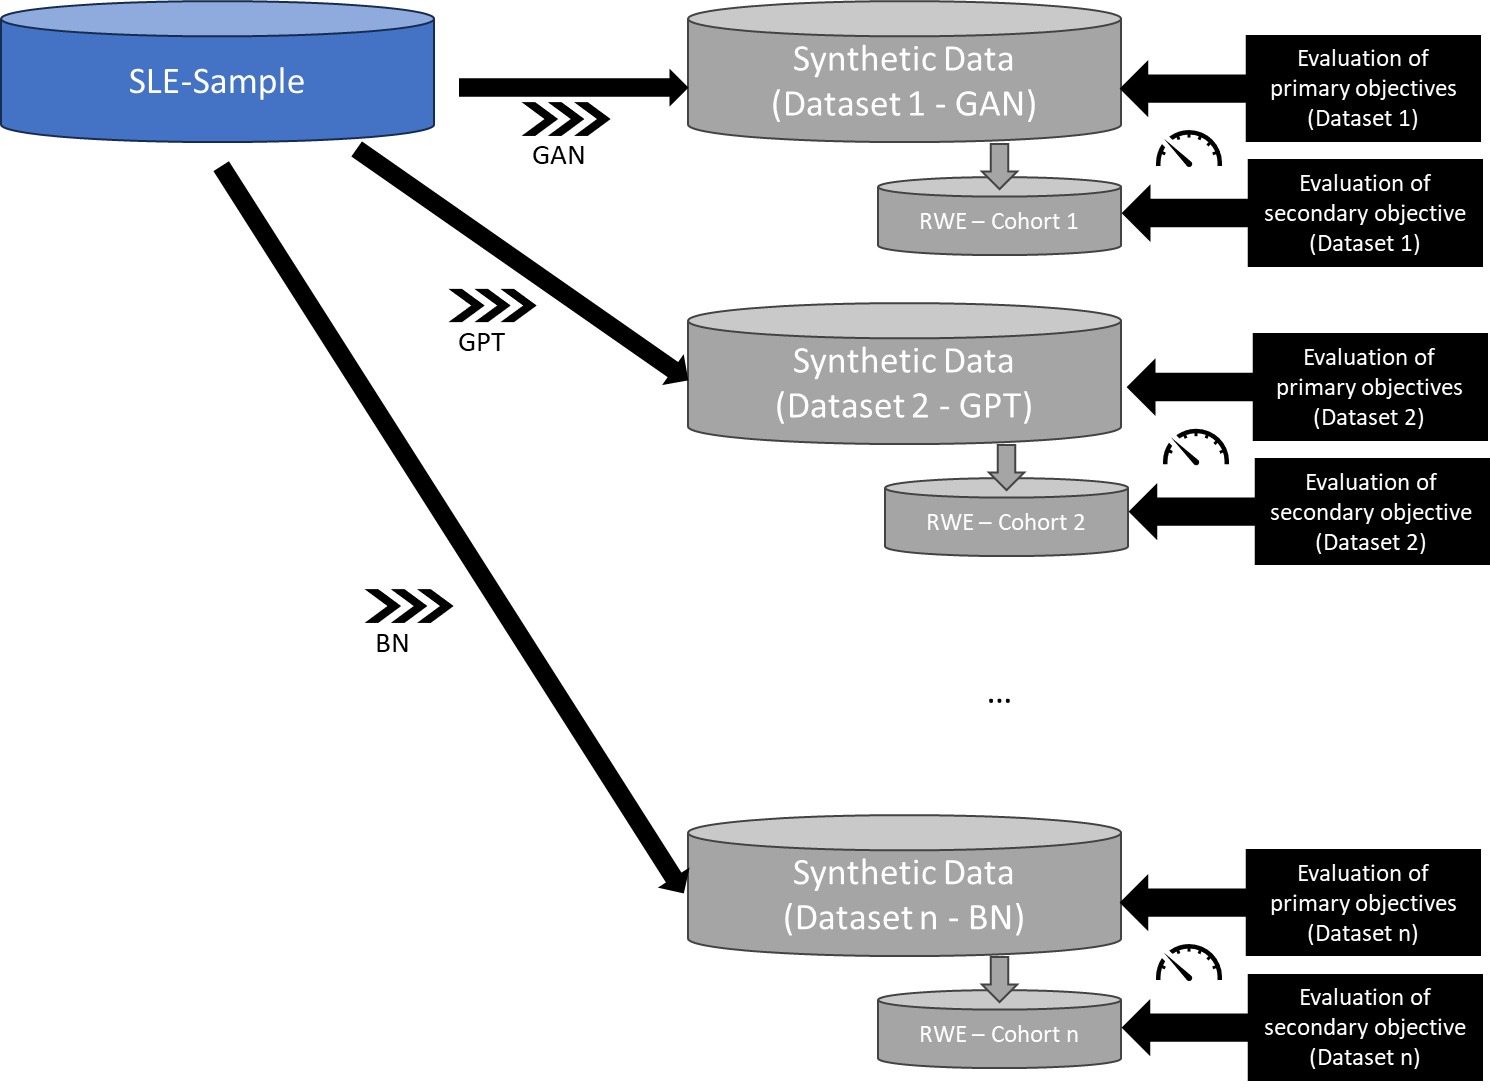 SLE-Sample
GAN
Synthetic Data
(Dataset 1 - GAN)
Evaluation of
primary objectives
(Dataset 1)
RWE – Cohort 1
Evaluation of
secondary objective
(Dataset 1)
GPT
Synthetic Data
(Dataset 2 - GPT)
Evaluation of
primary objectives
(Dataset 2)
RWE – Cohort 2
Evaluation of
secondary objective
(Dataset 2)
BN
...
Synthetic Data
(Dataset n - BN)
Evaluation of
primary objectives
(Dataset n)
RWE – Cohort n
Evaluation of
secondary objective
(Dataset n)